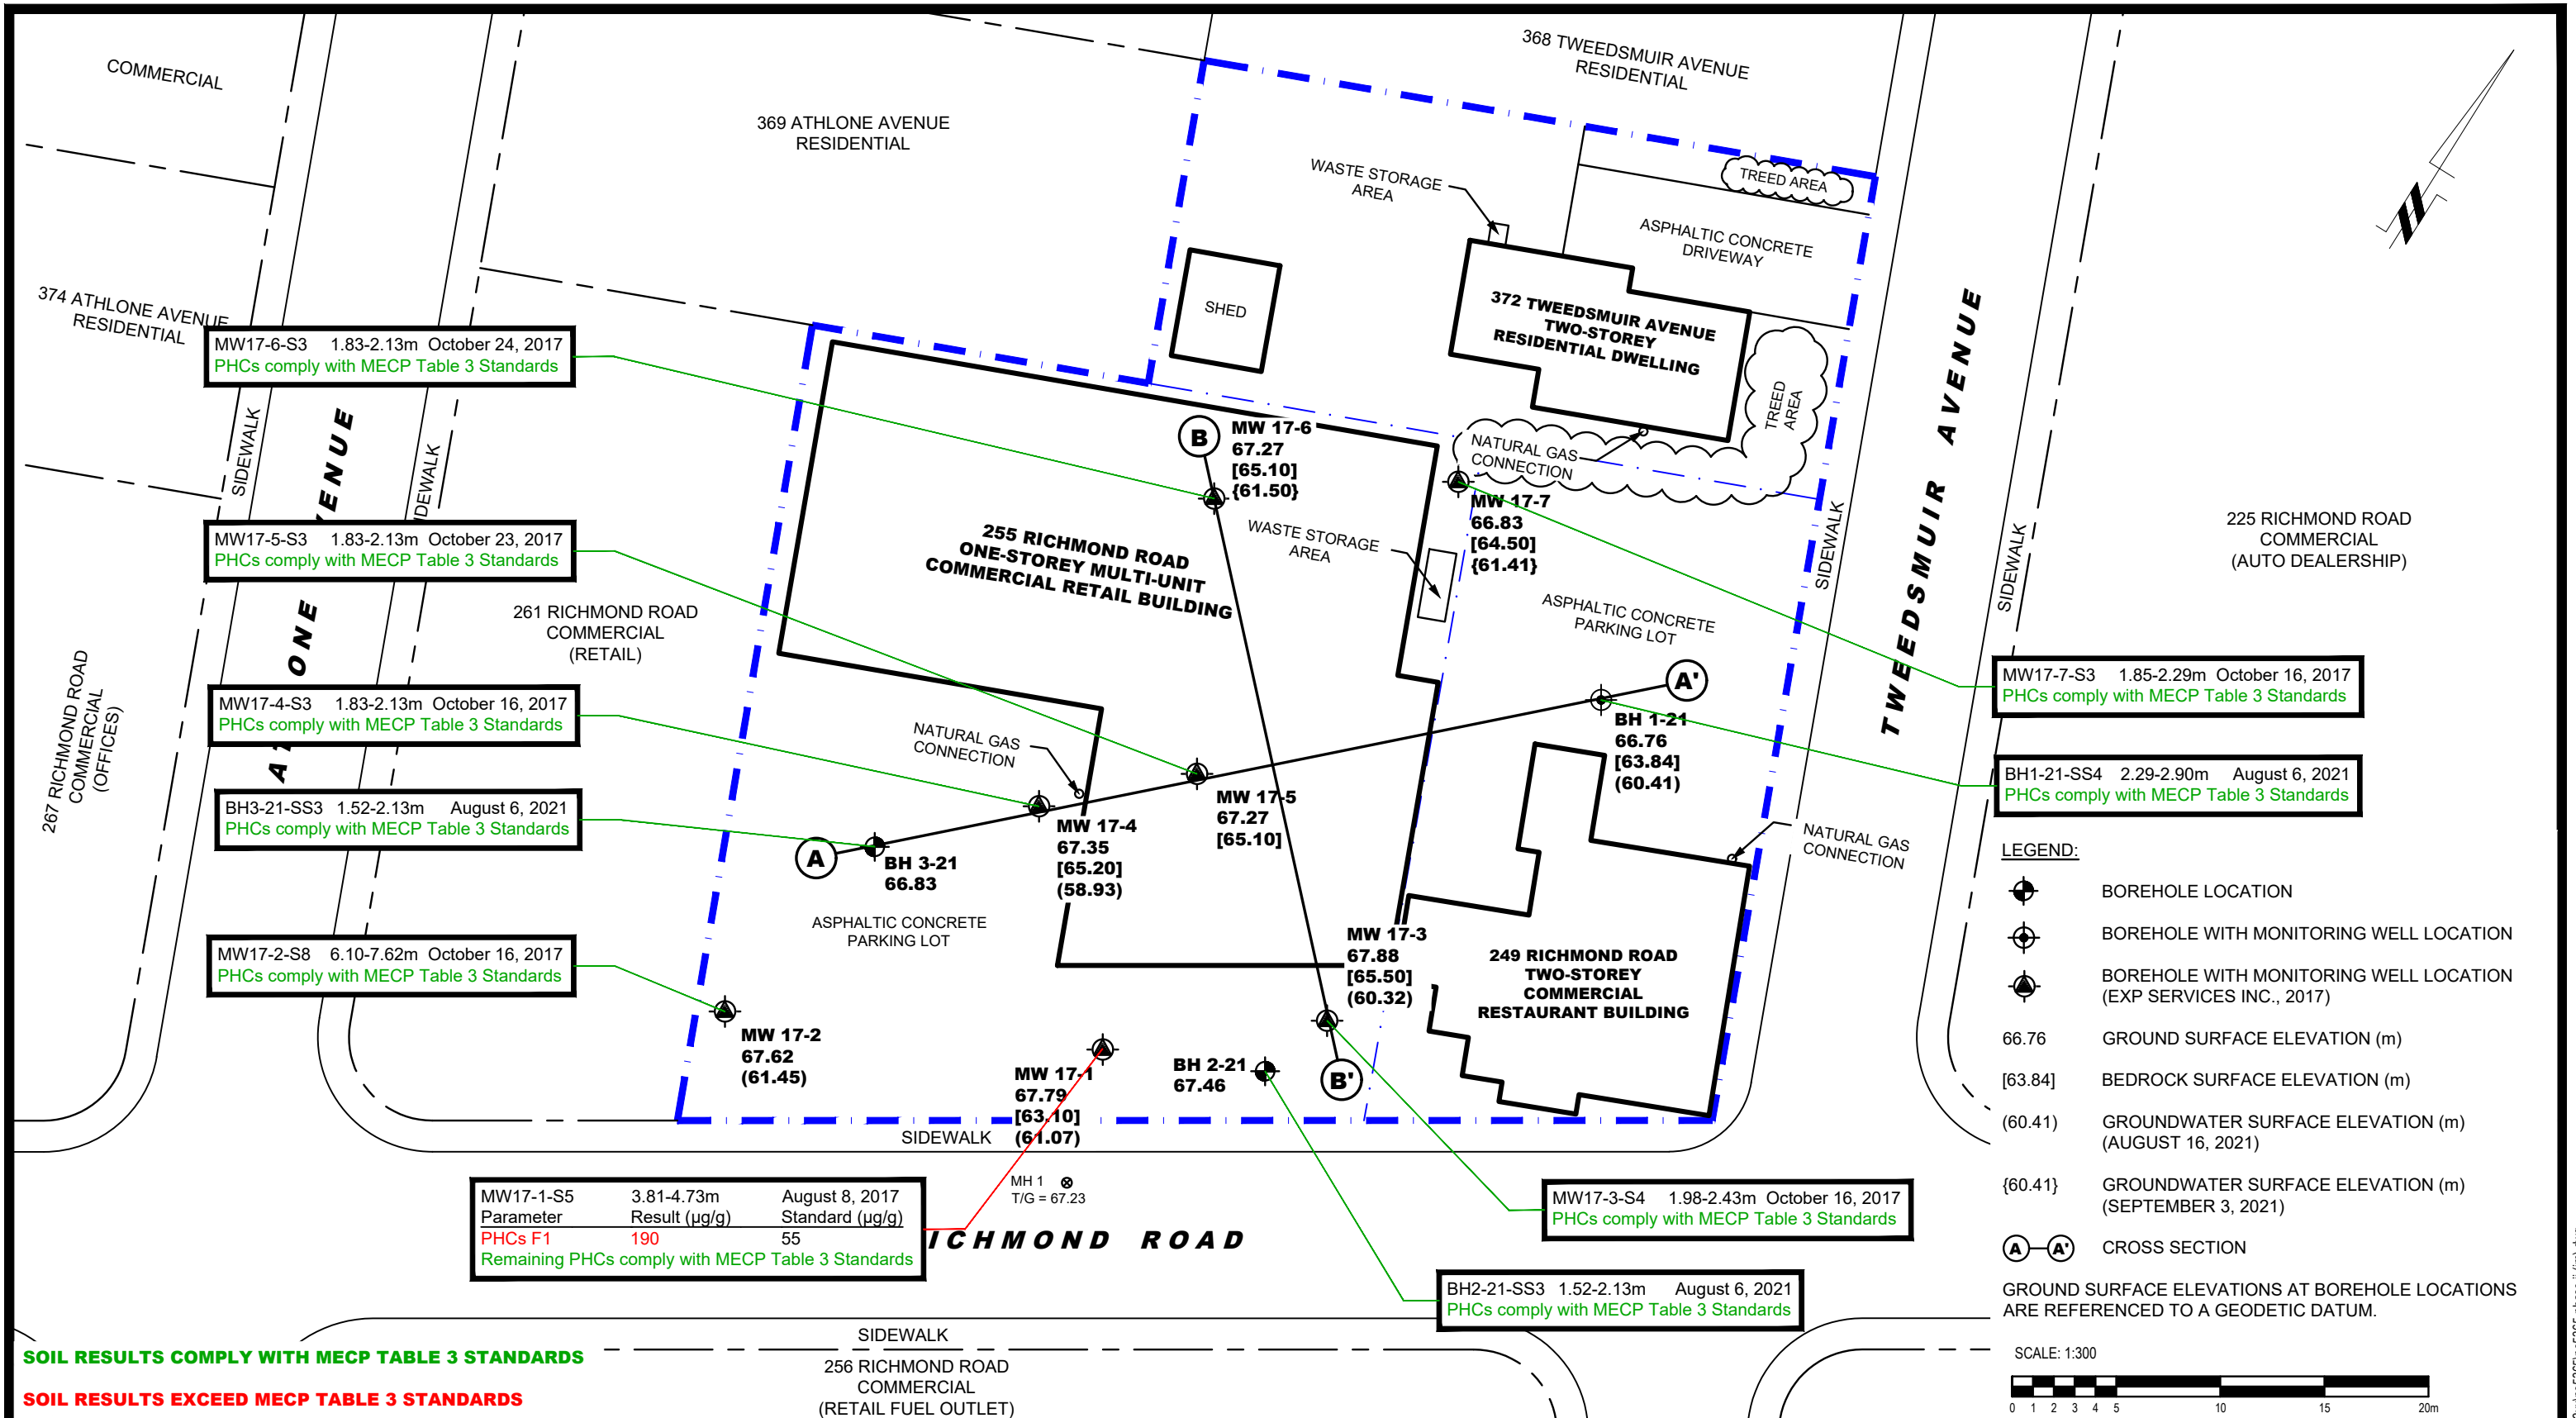 COMMERCIAL
368 TWEEDSMUIR AVENUE
RESIDENTIAL
369 ATHLONE AVENUE
RESIDENTIAL
WASTE STORAGE
AREA
TREED AREA
ASPHALTIC CONCRETE
DRIVEWAY
374 ATHLONE AVENUE
RESIDENTIAL
SHED
372 TWEEDSMUIR AVENUE
TWO-STOREY
RESIDENTIAL DWELLING
TREED
AREA
MW17-6-S3 1.83-2.13m October 24, 2017
PHCs comply with MECP Table 3 Standards
SIDEWALK
SIDEWALK
B
MW 17-6
67.27
[65.10]
{61.50}
NATURAL GAS
CONNECTION
MW 17-7
66.83
[64.50]
{61.41}
WASTE STORAGE
AREA
255 RICHMOND ROAD
ONE-STOREY MULTI-UNIT
COMMERCIAL RETAIL BUILDING
MW17-5-S3 1.83-2.13m October 23, 2017
PHCs comply with MECP Table 3 Standards
261 RICHMOND ROAD
COMMERCIAL
(RETAIL)
ASPHALTIC CONCRETE
PARKING LOT
SIDEWALK
TWEEDSMUIR AVENUE
SIDEWALK
225 RICHMOND ROAD
COMMERCIAL
(AUTO DEALERSHIP)
267 RICHMOND ROAD
COMMERCIAL
(OFFICES)
MW17-4-S3 1.83-2.13m October 16, 2017
PHCs comply with MECP Table 3 Standards
NATURAL GAS
CONNECTION
A'
BH 1-21
66.76
[63.84]
(60.41)
MW17-7-S3 1.85-2.29m October 16, 2017
PHCs comply with MECP Table 3 Standards
BH1-21-SS4 2.29-2.90m August 6, 2021
PHCs comply with MECP Table 3 Standards
BH3-21-SS3 1.52-2.13m August 6, 2021
PHCs comply with MECP Table 3 Standards
A
BH 3-21
66.83
MW 17-4
67.35
[65.20]
(58.93)
MW 17-5
67.27
[65.10]
NATURAL GAS
CONNECTION
ASPHALTIC CONCRETE
PARKING LOT
MW17-2-S8 6.10-7.62m October 16, 2017
PHCs comply with MECP Table 3 Standards
MW 17-3
67.88
[65.50]
(60.32)
249 RICHMOND ROAD
TWO-STOREY
COMMERCIAL
RESTAURANT BUILDING
MW 17-2
67.62
(61.45)
MW 17-1
67.79
[63.10]
(61.07)
BH 2-21
67.46
B'
SIDEWALK
MH 1
T/G = 67.23
MW17-1-S5 3.81-4.73m August 8, 2017
Parameter Result (µg/g) Standard (µg/g)
PHCs F1 190 55
Remaining PHCs comply with MECP Table 3 Standards
ICHMOND ROAD
MW17-3-S4 1.98-2.43m October 16, 2017
PHCs comply with MECP Table 3 Standards
BH2-21-SS3 1.52-2.13m August 6, 2021
PHCs comply with MECP Table 3 Standards
SIDEWALK
256 RICHMOND ROAD
COMMERCIAL
(RETAIL FUEL OUTLET)
SOIL RESULTS COMPLY WITH MECP TABLE 3 STANDARDS
SOIL RESULTS EXCEED MECP TABLE 3 STANDARDS
LEGEND:
BOREHOLE LOCATION
BOREHOLE WITH MONITORING WELL LOCATION
BOREHOLE WITH MONITORING WELL LOCATION
(EXP SERVICES INC., 2017)
66.76 GROUND SURFACE ELEVATION (m)
[63.84] BEDROCK SURFACE ELEVATION (m)
(60.41) GROUNDWATER SURFACE ELEVATION (m)
(AUGUST 16, 2021)
{60.41} GROUNDWATER SURFACE ELEVATION (m)
(SEPTEMBER 3, 2021)
A A' CROSS SECTION
GROUND SURFACE ELEVATIONS AT BOREHOLE LOCATIONS
ARE REFERENCED TO A GEODETIC DATUM.
SCALE: 1:300
0 1 2 3 4 5 10 15 20m